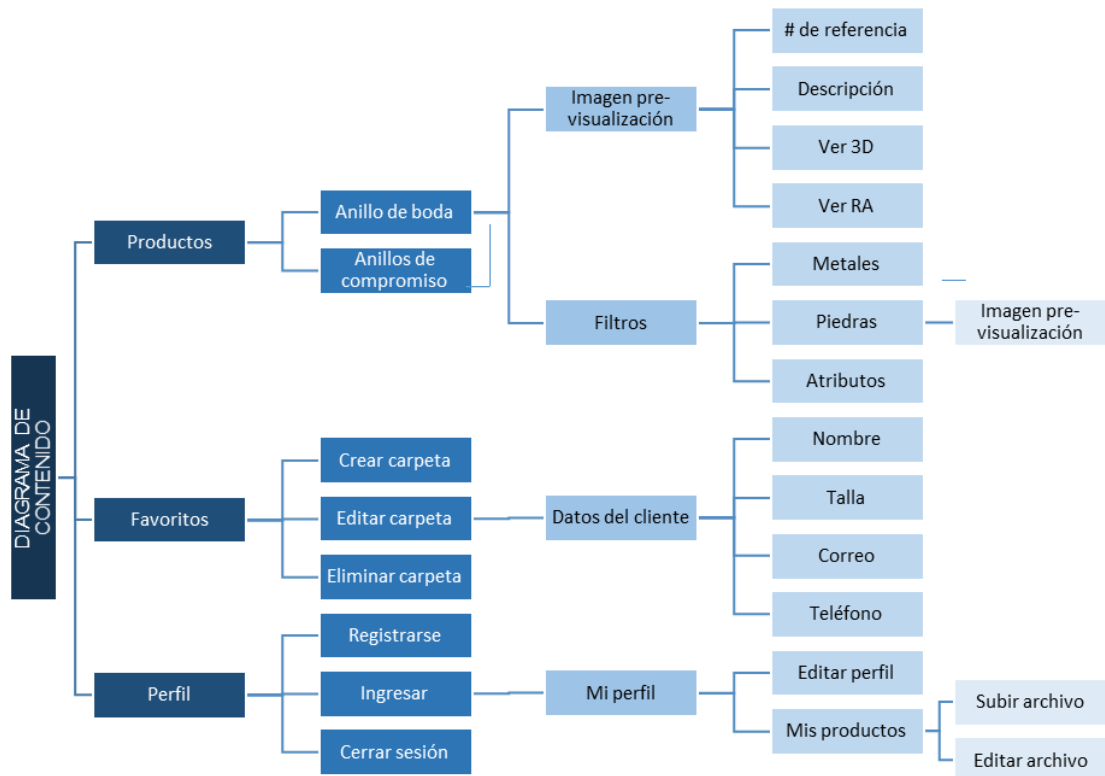 DIAGRAMA DE
CONTENIDO
Productos
Anillo de boda
Imagen pre-
visualización
# de referencia
Descripción
Ver 3D
Ver RA
Filtros
Metales
Piedras
Imagen pre-
visualización
Atributos
Anillos de
compromiso
Favoritos
Crear carpeta
Editar carpeta
Datos del cliente
Nombre
Talla
Correo
Teléfono
Eliminar carpeta
Perfil
Registrarse
Ingresar
Mi perfil
Editar perfil
Mis productos
Subir archivo
Editar archivo
Cerrar sesión